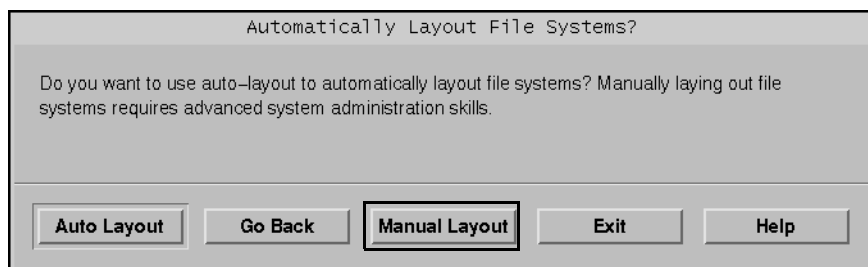 Automatically Layout File Systems?
Do you want to use auto-layout to automatically layout file systems? Manually laying out file
systems requires advanced system administration skills.
Auto Layout Go Back Manual Layout Exit Help